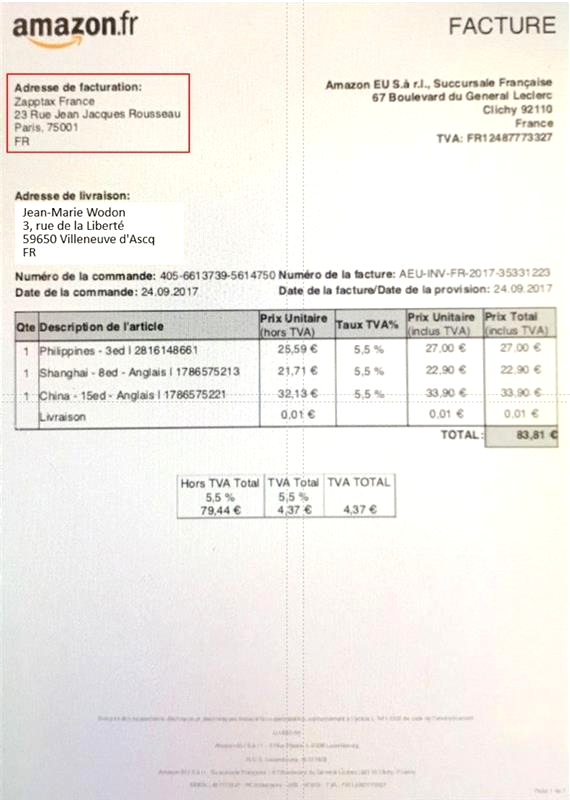 amazon.fr
FACTURE
Adresse de facturation:
Zapptax France
23 Rue Jean Jacques Rousseau
Paris, 75001
FR
Amazon EU S.à r.l., Succursale Française
67 Boulevard du General Leclerc
Clichy 92110
France
TVA: FR12487773327
Adresse de livraison:
Jean-Marie Wodon
3, rue de la Liberté
59650 Villeneuve d'Ascq
FR
Numéro de la commande: 405-6613739-5614750 Numéro de la facture: AEU-INV-FR-2017-35331223
Date de la commande: 24.09.2017 Date de la facture/Date de la provision: 24.09.2017
Qte Description de l'article Prix Unitaire (hors TVA) Taux TVA% Prix Unitaire (inclus TVA) Prix Total (inclus TVA)
1 Philippines - 3ed I 2816148661 25,59 € 5,5 % 27,00 € 27,00 €
1 Shanghai - 8ed - Anglais I 1786575213 21,71 € 5,5 % 22,90 € 22,90 €
1 China - 15ed - Anglais I 1786575221 32,13 € 5,5 % 33,90 € 33,90 €
Livraison 0,01 € 0,01 € 0,01 €
TOTAL: 83,81 €
Hors TVA Total TVA Total TVA TOTAL
5,5 % 5,5 %
79,44 € 4,37 € 4,37 €